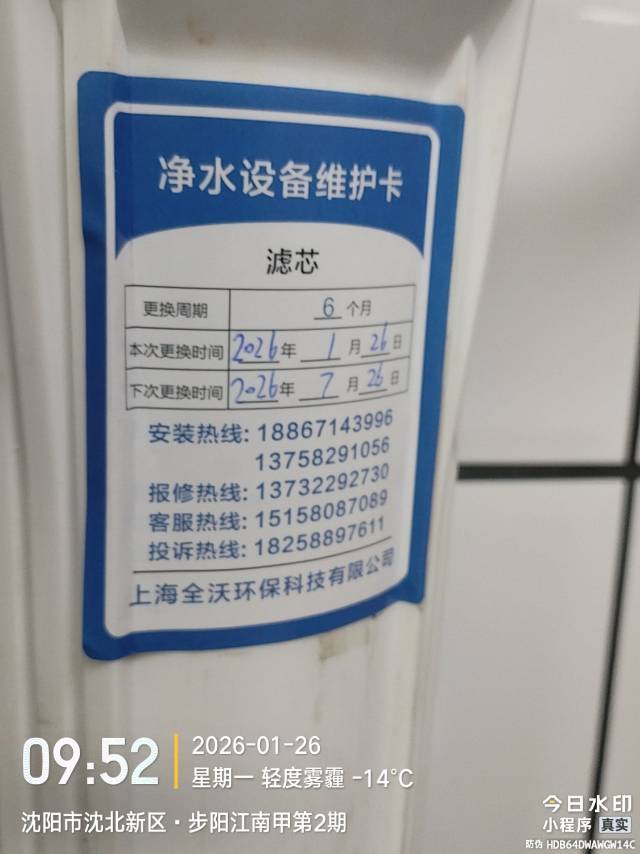 净水设备维护卡
滤芯
更换周期 6 个月
本次更换时间 2026年 1 月 26 日
下次更换时间 2026年 7 月 26 日
安装热线: 18867143996
13758291056
报修热线: 13732292730
客服热线: 15158087089
投诉热线: 18258897611
上海全沃环保科技有限公司
09:52 2026-01-26
星期一 轻度雾霾 -14°C
沈阳市沈北新区·步阳江南甲第2期
今日水印
小程序 真实
防伪 HDB64DWAWGW14C